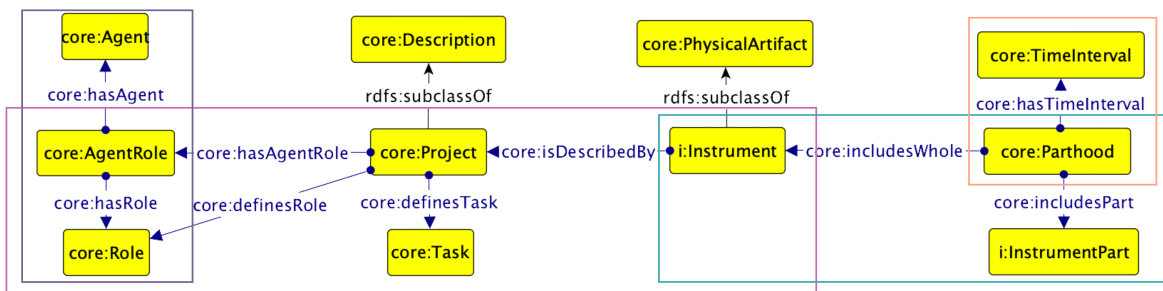 core:Agent
core:Description
core:PhysicalArtifact
core:TimeInterval
core:hasAgent
rdfs:subclassOf
rdfs:subclassOf
core:hasTimeInterval
core:AgentRole
core:hasAgentRole
core:Project
core:isDescribedBy
i:Instrument
core:includesWhole
core:Parthood
core:hasRole
core:definesRole
core:definesTask
core:includesPart
core:Role
core:Task
i:InstrumentPart